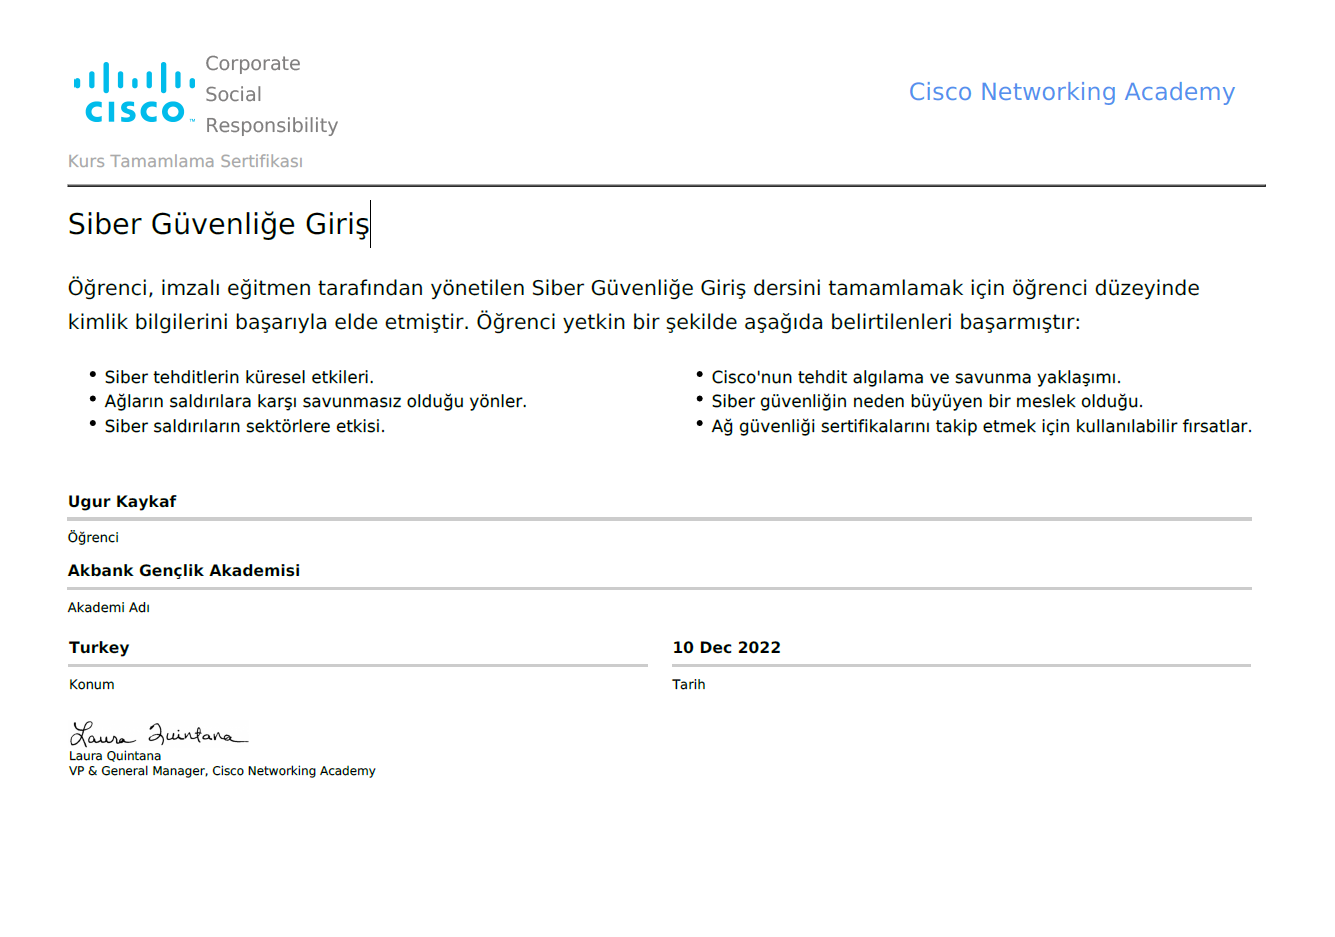 CISCO™
Corporate
Social
Responsibility
Cisco Networking Academy
Kurs Tamamlama Sertifikası
Siber Güvenliğe Giriş
Öğrenci, imzalı eğitmen tarafından yönetilen Siber Güvenliğe Giriş dersini tamamlamak için öğrenci düzeyinde
kimlik bilgilerini başarıyla elde etmiştir. Öğrenci yetkin bir şekilde aşağıda belirtilenleri başarmıştır:
• Siber tehditlerin küresel etkileri.
• Ağların saldırılara karşı savunmasız olduğu yönler.
• Siber saldırıların sektörlere etkisi.
• Cisco'nun tehdit algılama ve savunma yaklaşımı.
• Siber güvenliğin neden büyüyen bir meslek olduğu.
• Ağ güvenliği sertifikalarını takip etmek için kullanılabilir fırsatlar.
Ugur Kaykaf
Öğrenci
Akbank Gençlik Akademisi
Akademi Adı
Turkey
Konum
10 Dec 2022
Tarih
Laura Quintana
Laura Quintana
VP & General Manager, Cisco Networking Academy